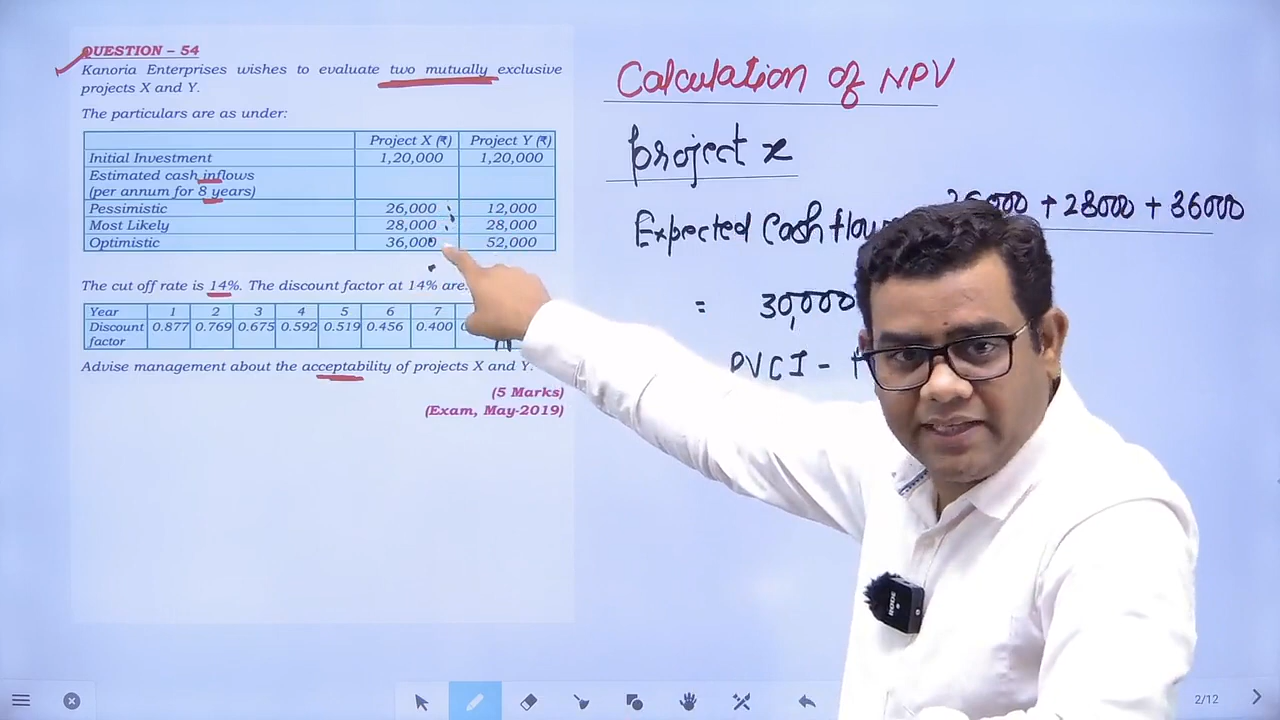 QUESTION – 54
Kanoria Enterprises wishes to evaluate two mutually exclusive
projects X and Y.
The particulars are as under:
Project X (₹) Project Y (₹)
Initial Investment 1,20,000 1,20,000
Estimated cash inflows
(per annum for 8 years)
Pessimistic 26,000 12,000
Most Likely 28,000 28,000
Optimistic 36,000 52,000
The cut off rate is 14%. The discount factor at 14% are:
Year 1 2 3 4 5 6 7
Discount 0.877 0.769 0.675 0.592 0.519 0.456 0.400
factor
Advise management about the acceptability of projects X and Y.
(5 Marks)
(Exam, May-2019)
Calculation of NPV
Project x
Expected Cash flow +28000 + 36000
= 30,000
PVCI -
RODE
2/12